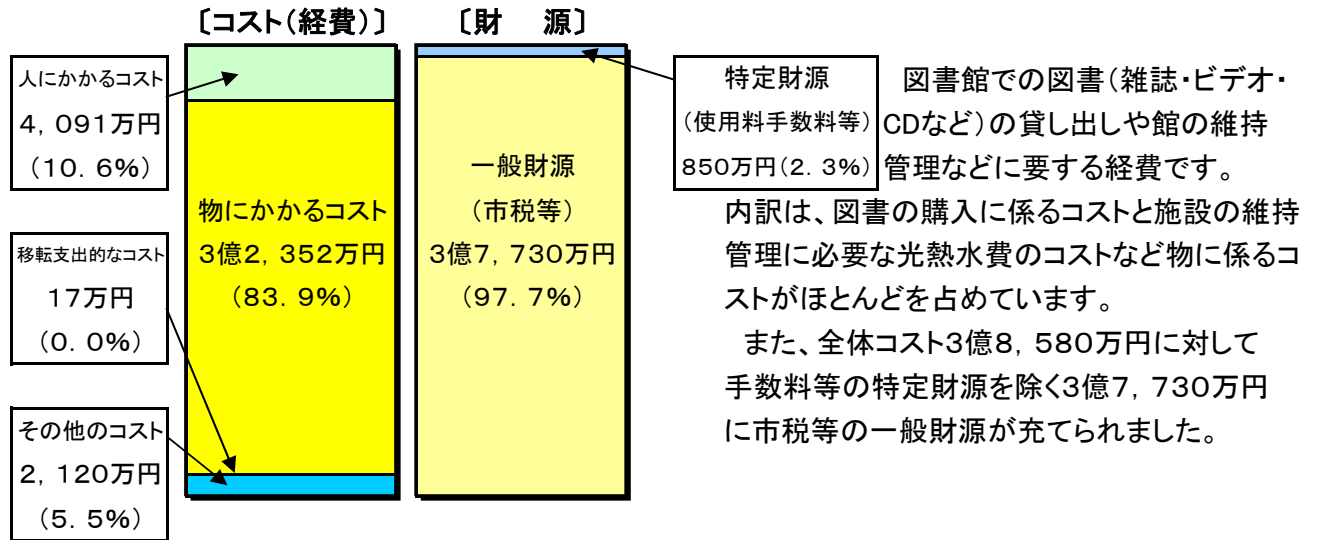 〔コスト（経費）〕
〔財　源〕
人にかかるコスト
4，091万円
（10．6％）
移転支出的なコスト
17万円
（0．0％）
その他のコスト
2，120万円
（5．5％）
物にかかるコスト
3億2，352万円
（83．9％）
一般財源
（市税等）
3億7，730万円
（97．7％）
特定財源
（使用料手数料等）
850万円（2．3％）
図書館での図書（雑誌・ビデオ・
CDなど）の貸し出しや館の維持
管理などに要する経費です。
内訳は、図書の購入に係るコストと施設の維持
管理に必要な光熱水費のコストなど物に係るコ
ストがほとんどを占めています。
また、全体コスト3億8，580万円に対して
手数料等の特定財源を除く3億7，730万円
に市税等の一般財源が充てられました。